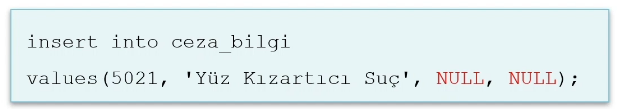 insert into ceza_bilgi
values(5021, 'Yüz Kızartıcı Suç', NULL, NULL);